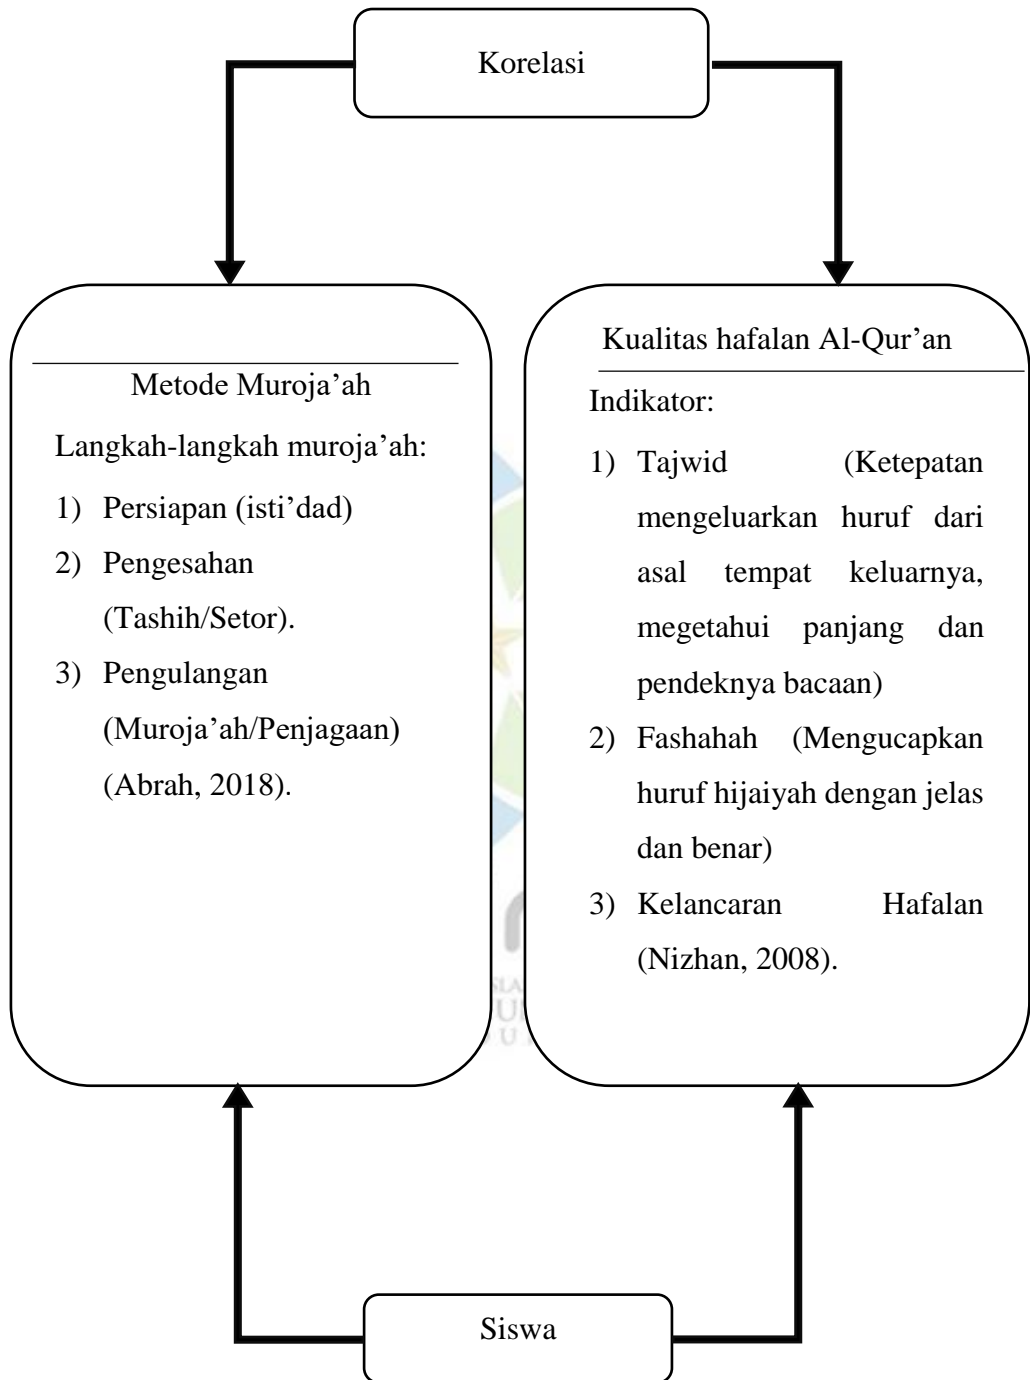 Korelasi
Metode Muroja’ah
Langkah-langkah muroja’ah:
1) Persiapan (isti’dad)
2) Pengesahan
(Tashih/Setor).
3) Pengulangan
(Muroja’ah/Penjagaan)
(Abrah, 2018).
Kualitas hafalan Al-Qur’an
Indikator:
1) Tajwid (Ketepatan
mengeluarkan huruf dari
asal tempat keluarnya,
megetahui panjang dan
pendeknya bacaan)
2) Fashahah (Mengucapkan
huruf hijaiyah dengan jelas
dan benar)
3) Kelancaran Hafalan
(Nizhan, 2008).
Siswa